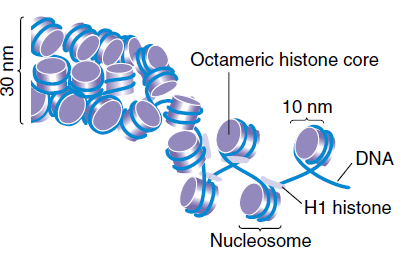 30 nm
Octameric histone core
10 nm
DNA
H1 histone
Nucleosome